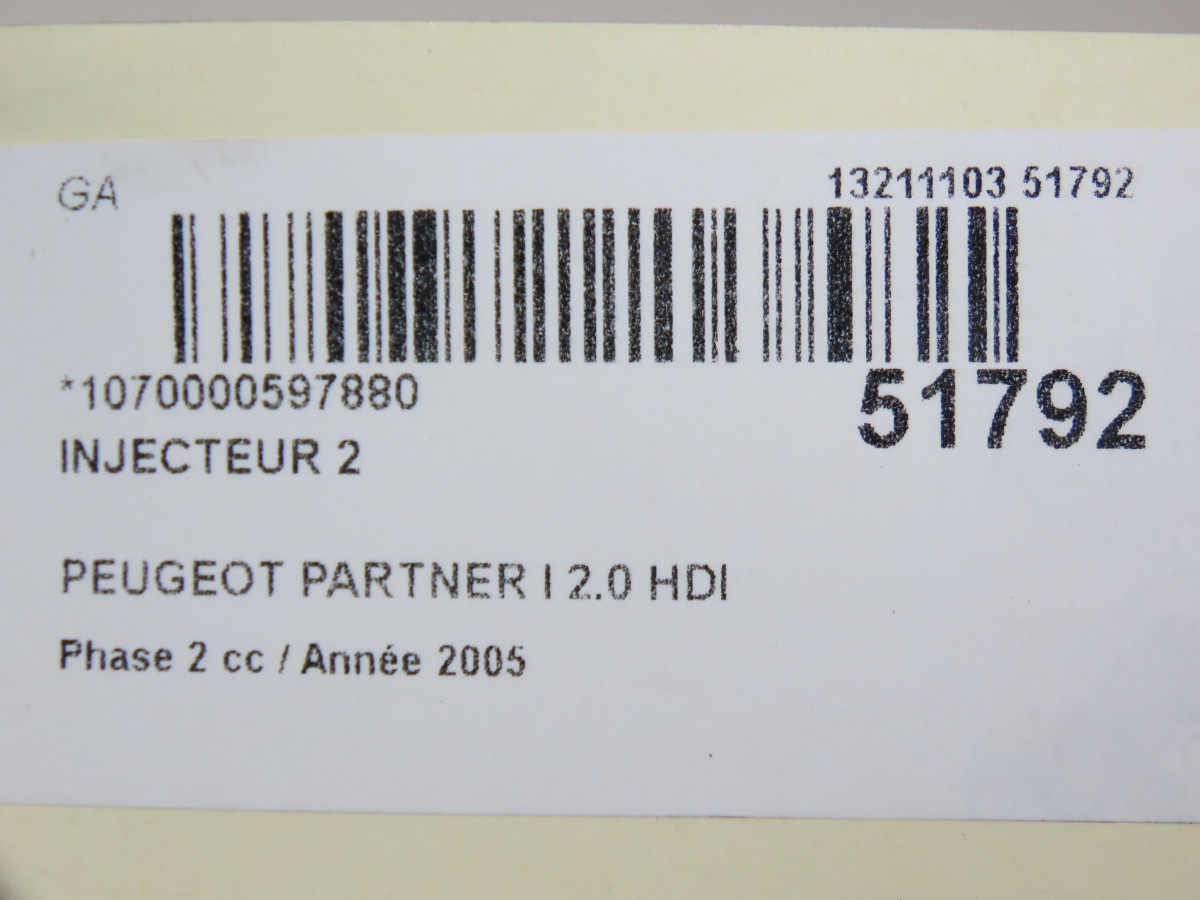 GA
13211103 51792
*1070000597880
51792
INJECTEUR 2
PEUGEOT PARTNER I 2.0 HDI
Phase 2 cc / Année 2005